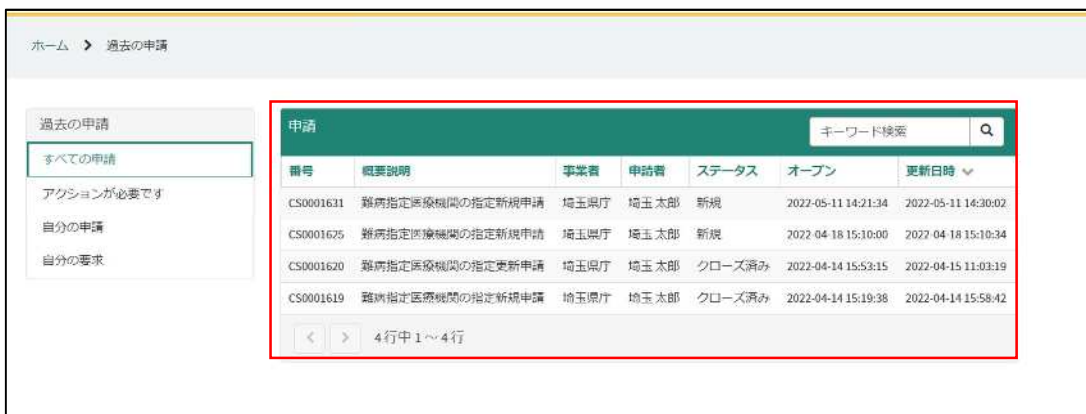 ホーム > 過去の申請
過去の申請
すべての申請
アクションが必要です
自分の申請
自分の要求
申請 キーワード検索
番号 概要説明 事業者 申請者 ステータス オープン 更新日時
CS0001631 難病指定医療機関の指定新規申請 埼玉県庁 埼玉 太郎 新規 2022-05-11 14:21:34 2022-05-11 14:30:02
CS0001625 難病指定医療機関の指定新規申請 埼玉県庁 埼玉 太郎 新規 2022-04-18 15:10:00 2022-04-18 15:10:34
CS0001620 難病指定医療機関の指定更新申請 埼玉県庁 埼玉 太郎 クローズ済み 2022-04-14 15:53:15 2022-04-15 11:03:19
CS0001619 難病指定医療機関の指定新規申請 埼玉県庁 埼玉 太郎 クローズ済み 2022-04-14 15:19:38 2022-04-14 15:58:42
< > 4行中1～4行